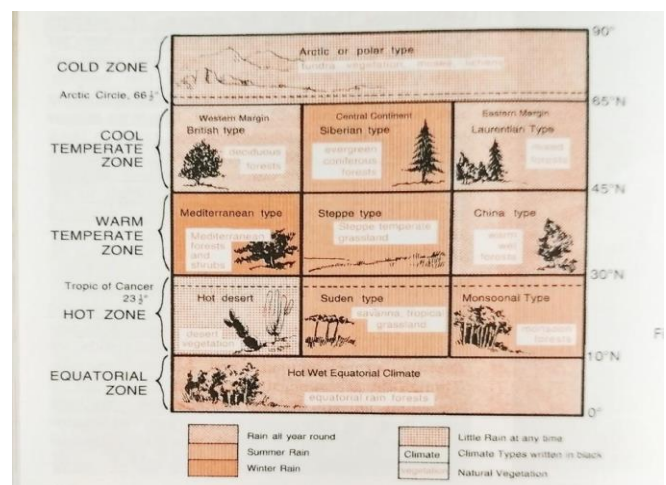 90°
Arctic or polar type
tundra vegetation, moses, lichens
COLD ZONE
Arctic Circle, 66½°
65°N
Western Margin
British type
deciduous
forests
Central Continent
Siberian type
evergreen
coniferous
forests
Eastern Margin
Laurentian Type
mixed
forests
COOL
TEMPERATE
ZONE
45°N
Mediterranean type
Mediterranean
forests
and
shrubs
Steppe type
Steppe temperate
grassland
China type
warm
wet
forests
WARM
TEMPERATE
ZONE
30°N
Tropic of Cancer
23½°
HOT ZONE
Hot desert
desert
vegetation
Suden type
savanna, tropical
grassland
Monsoonal Type
monsoon
forests
10°N
EQUATORIAL
ZONE
Hot Wet Equatorial Climate
equatorial rain forests
0°
Rain all year round
Summer Rain
Winter Rain
Little Rain at any time
Climate
Climate Types written in black
vegetation
Natural Vegetation